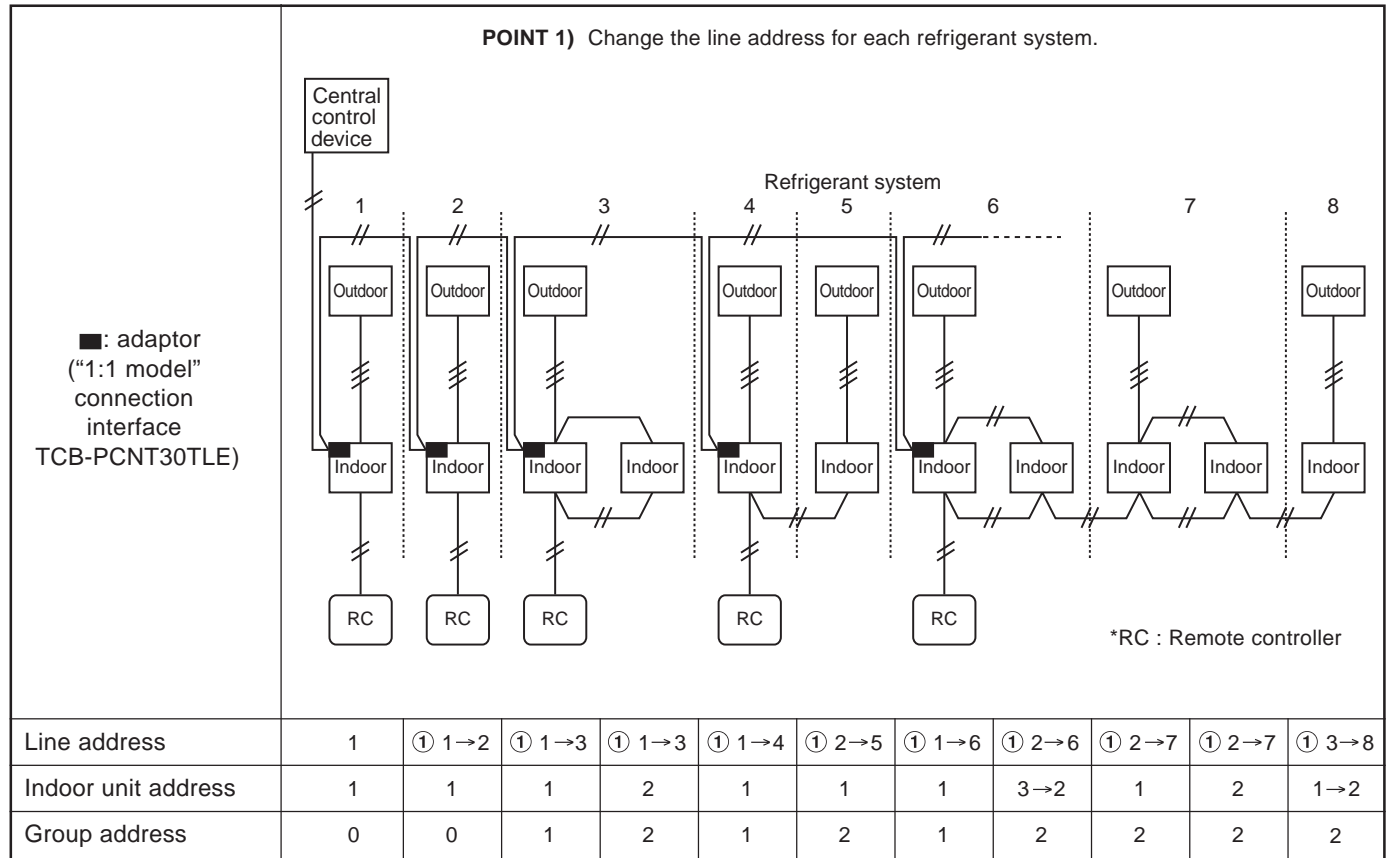 POINT 1) Change the line address for each refrigerant system.
Central
control
device
Refrigerant system
1 2 3 4 5 6 7 8
Outdoor Outdoor Outdoor Outdoor Outdoor Outdoor Outdoor Outdoor
■: adaptor
(“1:1 model”
connection
interface
TCB-PCNT30TLE)
Indoor Indoor Indoor Indoor Indoor Indoor Indoor Indoor Indoor Indoor Indoor
RC RC RC RC RC
*RC : Remote controller
Line address 1 ① 1→2 ① 1→3 ① 1→3 ① 1→4 ① 2→5 ① 1→6 ① 2→6 ① 2→7 ① 2→7 ① 3→8
Indoor unit address 1 1 1 2 1 1 1 3→2 1 2 1→2
Group address 0 0 1 2 1 2 1 2 2 2 2